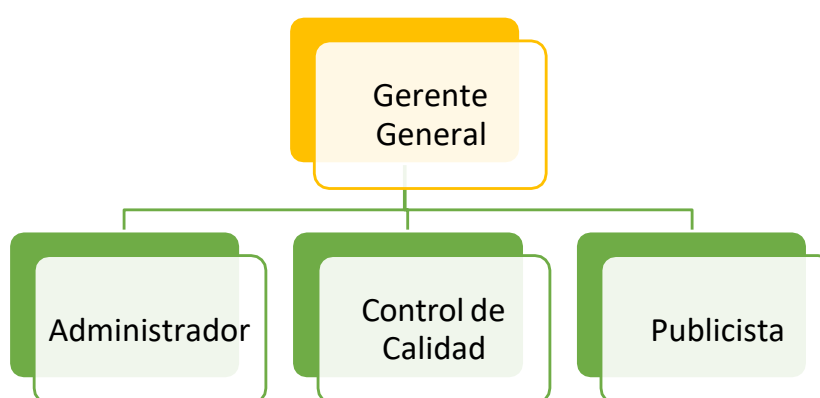 Gerente
General
Administrador
Control de
Calidad
Publicista